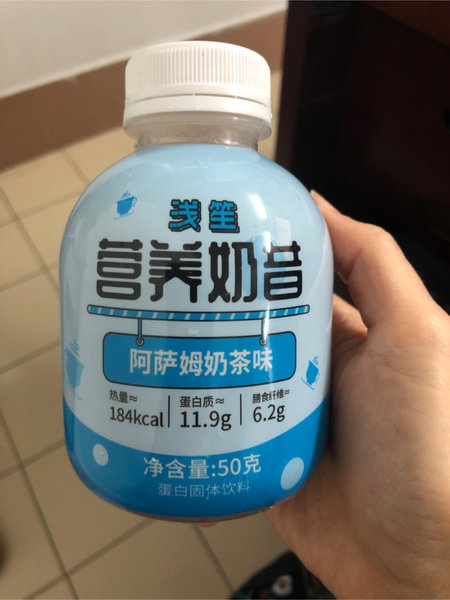 浅笙
营养奶昔
阿萨姆奶茶味
热量≈ 蛋白质≈ 膳食纤维≈
184kcal 11.9g 6.2g
净含量:50克
蛋白固体饮料